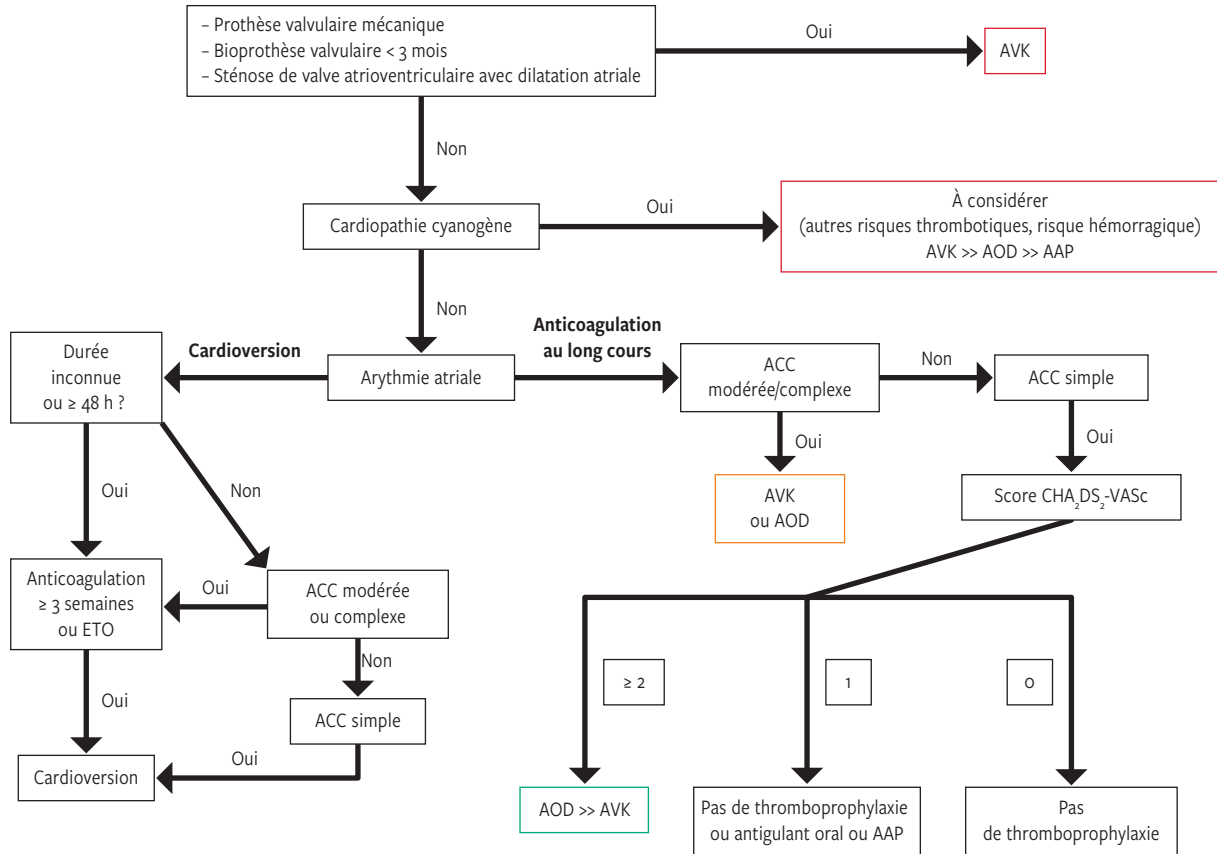 – Prothèse valvulaire mécanique
– Bioprothèse valvulaire < 3 mois
– Sténose de valve atrioventriculaire avec dilatation atriale
Oui
AVK
Non
Cardiopathie cyanogène
Oui
À considérer
(autres risques thrombotiques, risque hémorragique)
AVK >> AOD >> AAP
Non
Durée
inconnue
ou ≥ 48 h ?
Cardioversion
Arythmie atriale
Anticoagulation
au long cours
ACC
modérée/complexe
Non
ACC simple
Oui
Non
Oui
Oui
AVK
ou AOD
Score CHA₂DS₂-VASc
Anticoagulation
≥ 3 semaines
ou ETO
Oui
ACC modérée
ou complexe
Non
Oui
ACC simple
Oui
Cardioversion
≥ 2
1
0
AOD >> AVK
Pas de thromboprophylaxie
ou antigulant oral ou AAP
Pas
de thromboprophylaxie